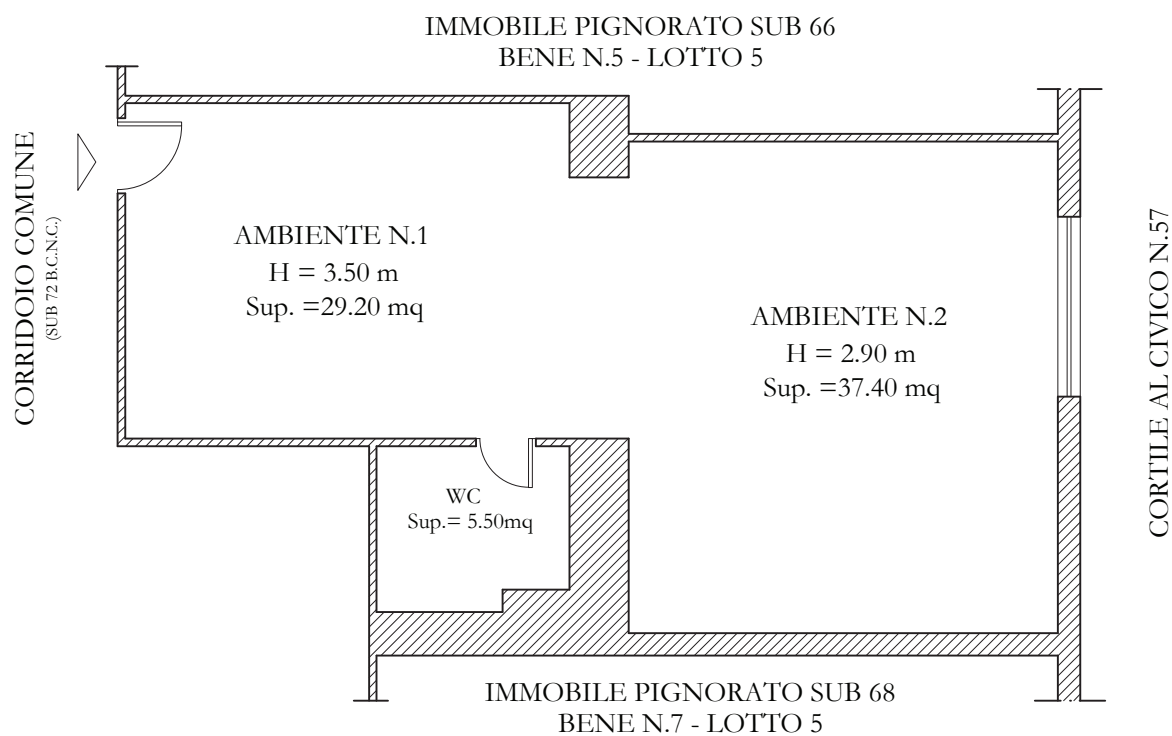 IMMOBILE PIGNORATO SUB 66
BENE N.5 - LOTTO 5
CORRIDOIO COMUNE
(SUB 72 B.C.N.C.)
AMBIENTE N.1
H = 3.50 m
Sup. =29.20 mq
AMBIENTE N.2
H = 2.90 m
Sup. =37.40 mq
CORTILE AL CIVICO N.57
WC
Sup.= 5.50mq
IMMOBILE PIGNORATO SUB 68
BENE N.7 - LOTTO 5